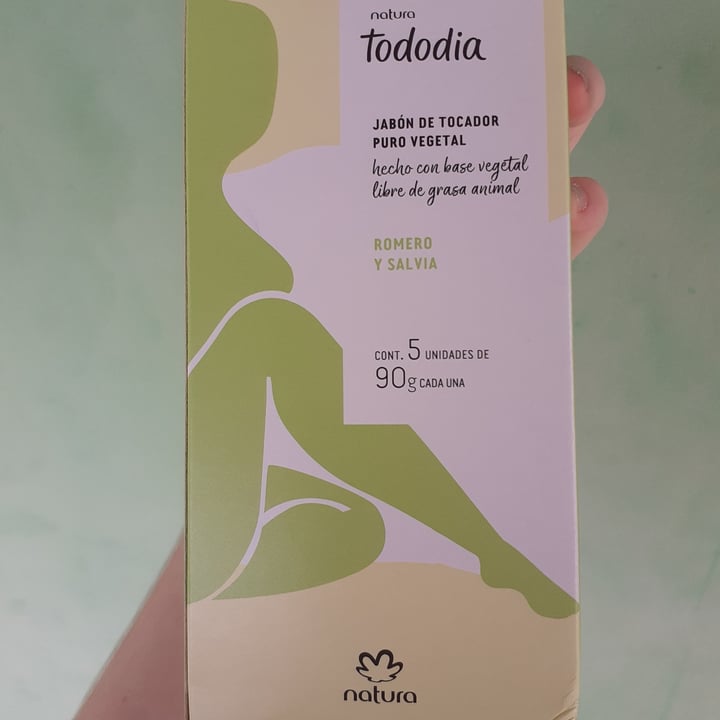 natura
tododia
JABÓN DE TOCADOR
PURO VEGETAL
hecho con base vegetal
libre de grasa animal
ROMERO
Y SALVIA
CONT. 5 UNIDADES DE
90g CADA UNA
natura